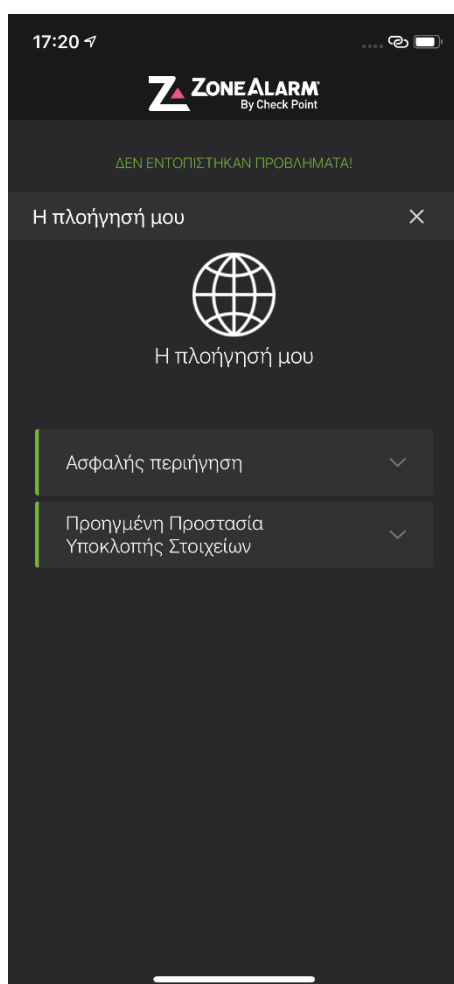 17:20
ZONEALARM
By Check Point
ΔΕΝ ΕΝΤΟΠΙΣΤΗΚΑΝ ΠΡΟΒΛΗΜΑΤΑ!
Η πλοήγησή μου
Η πλοήγησή μου
Ασφαλής περιήγηση
Προηγμένη Προστασία
Υποκλοπής Στοιχείων